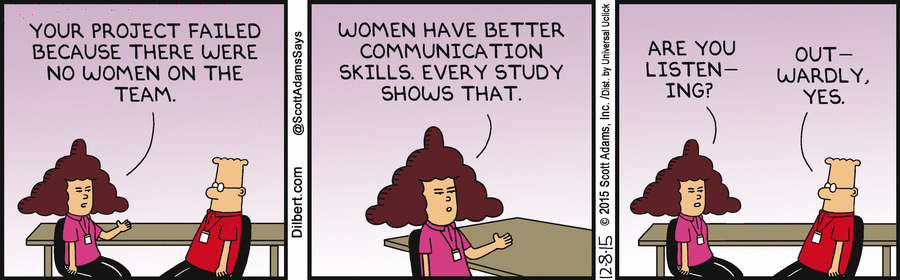 YOUR PROJECT FAILED
BECAUSE THERE WERE
NO WOMEN ON THE
TEAM.
Dilbert.com
@ScottAdamsSays
WOMEN HAVE BETTER
COMMUNICATION
SKILLS. EVERY STUDY
SHOWS THAT.
12-8-15
© 2015 Scott Adams, Inc. /Dist. by Universal Uclick
ARE YOU
LISTEN-
ING?
OUT-
WARDLY,
YES.